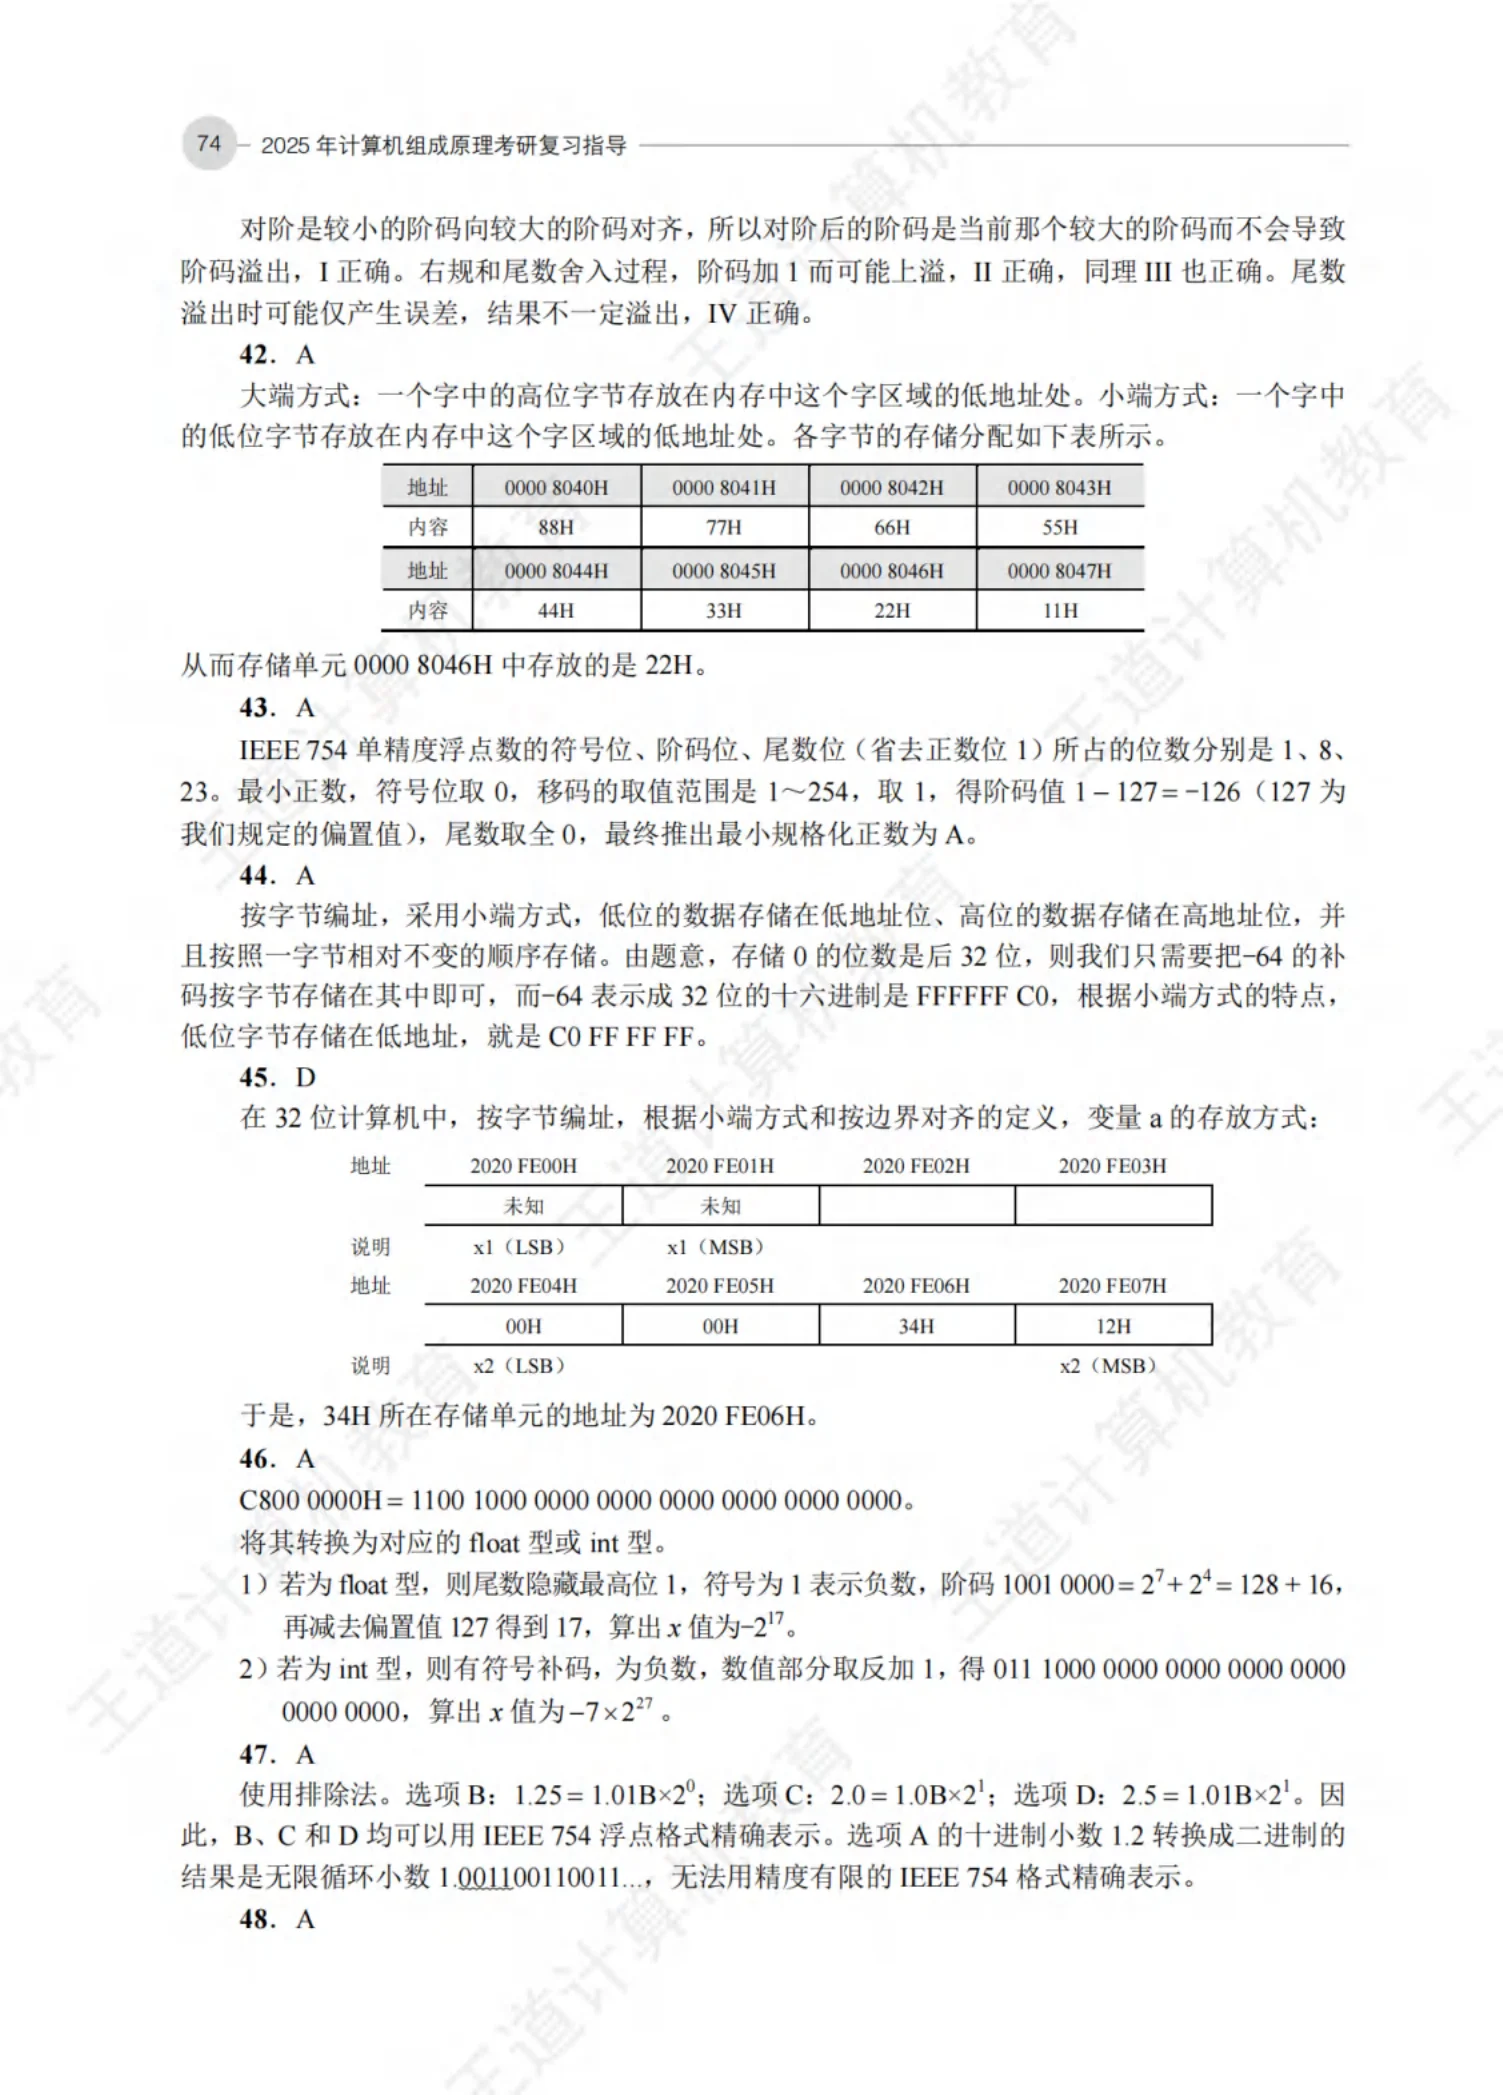 74 2025 年计算机组成原理考研复习指导
对阶是较小的阶码向较大的阶码对齐，所以对阶后的阶码是当前那个较大的阶码而不会导致
阶码溢出，I 正确。右规和尾数舍入过程，阶码加 1 而可能上溢，II 正确，同理 III 也正确。尾数
溢出时可能仅产生误差，结果不一定溢出，IV 正确。
42．A
大端方式：一个字中的高位字节存放在内存中这个字区域的低地址处。小端方式：一个字中
的低位字节存放在内存中这个字区域的低地址处。各字节的存储分配如下表所示。
地址 0000 8040H 0000 8041H 0000 8042H 0000 8043H
内容 88H 77H 66H 55H
地址 0000 8044H 0000 8045H 0000 8046H 0000 8047H
内容 44H 33H 22H 11H
从而存储单元 0000 8046H 中存放的是 22H。
43．A
IEEE 754 单精度浮点数的符号位、阶码位、尾数位（省去正数位 1）所占的位数分别是 1、8、
23。最小正数，符号位取 0，移码的取值范围是 1～254，取 1，得阶码值 1 – 127 = −126（127 为
我们规定的偏置值），尾数取全 0，最终推出最小规格化正数为 A。
44．A
按字节编址，采用小端方式，低位的数据存储在低地址位、高位的数据存储在高地址位，并
且按照一字节相对不变的顺序存储。由题意，存储 0 的位数是后 32 位，则我们只需要把−64 的补
码按字节存储在其中即可，而−64 表示成 32 位的十六进制是 FFFFFF C0，根据小端方式的特点，
低位字节存储在低地址，就是 C0 FF FF FF。
45．D
在 32 位计算机中，按字节编址，根据小端方式和按边界对齐的定义，变量 a 的存放方式：
地址 2020 FE00H 2020 FE01H 2020 FE02H 2020 FE03H
未知 未知
说明 x1（LSB） x1（MSB）
地址 2020 FE04H 2020 FE05H 2020 FE06H 2020 FE07H
00H 00H 34H 12H
说明 x2（LSB） x2（MSB）
于是，34H 所在存储单元的地址为 2020 FE06H。
46．A
C800 0000H = 1100 1000 0000 0000 0000 0000 0000 0000。
将其转换为对应的 float 型或 int 型。
1）若为 float 型，则尾数隐藏最高位 1，符号为 1 表示负数，阶码 1001 0000 = 2⁷ + 2⁴ = 128 + 16，
再减去偏置值 127 得到 17，算出 x 值为−2¹⁷。
2）若为 int 型，则有符号补码，为负数，数值部分取反加 1，得 011 1000 0000 0000 0000 0000
0000 0000，算出 x 值为 −7×2²⁷。
47．A
使用排除法。选项 B：1.25 = 1.01B×2⁰；选项 C：2.0 = 1.0B×2¹；选项 D：2.5 = 1.01B×2¹。因
此，B、C 和 D 均可以用 IEEE 754 浮点格式精确表示。选项 A 的十进制小数 1.2 转换成二进制的
结果是无限循环小数 1.001100110011…，无法用精度有限的 IEEE 754 格式精确表示。
48．A
王道计算机教育